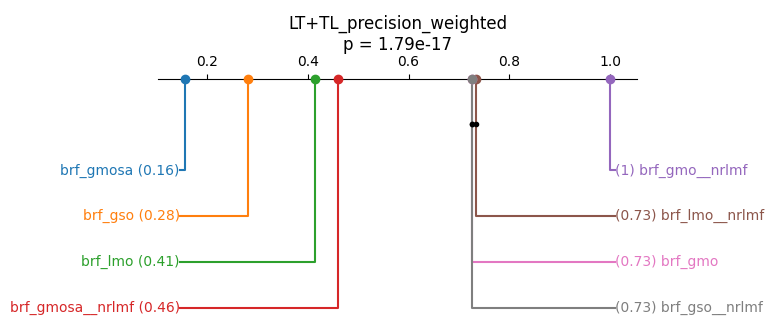 LT+TL_precision_weighted
p = 1.79e-17
0.2 0.4 0.6 0.8 1.0
brf_gmosa (0.16) (1) brf_gmo__nrlmf
brf_gso (0.28) (0.73) brf_lmo__nrlmf
brf_lmo (0.41) (0.73) brf_gmo
brf_gmosa__nrlmf (0.46) (0.73) brf_gso__nrlmf